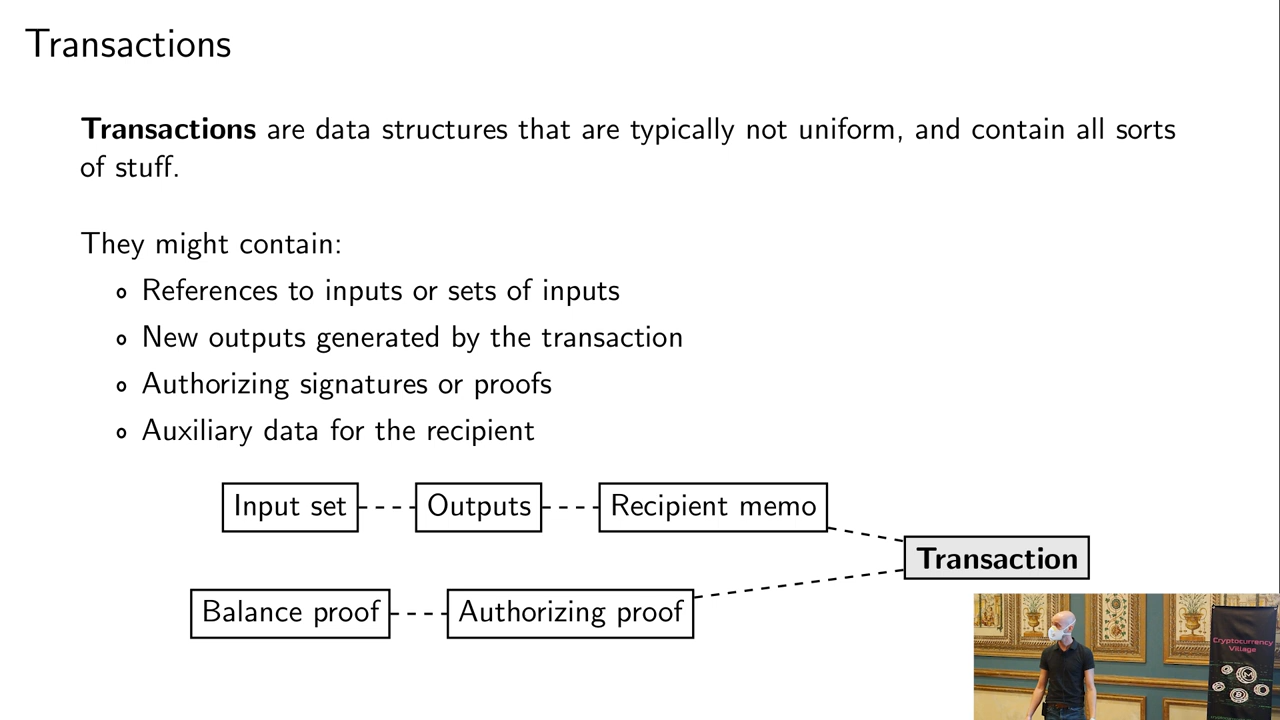 Transactions
Transactions are data structures that are typically not uniform, and contain all sorts
of stuff.
They might contain:
References to inputs or sets of inputs
New outputs generated by the transaction
Authorizing signatures or proofs
Auxiliary data for the recipient
Input set
Outputs
Recipient memo
Transaction
Balance proof
Authorizing proof
Cryptocurrency
Village